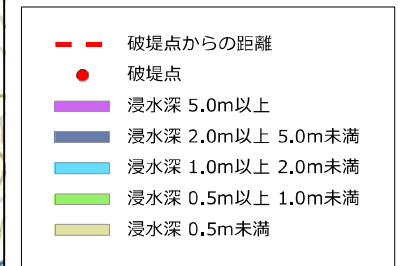 破堤点からの距離
破堤点
浸水深 5.0m以上
浸水深 2.0m以上 5.0m未満
浸水深 1.0m以上 2.0m未満
浸水深 0.5m以上 1.0m未満
浸水深 0.5m未満